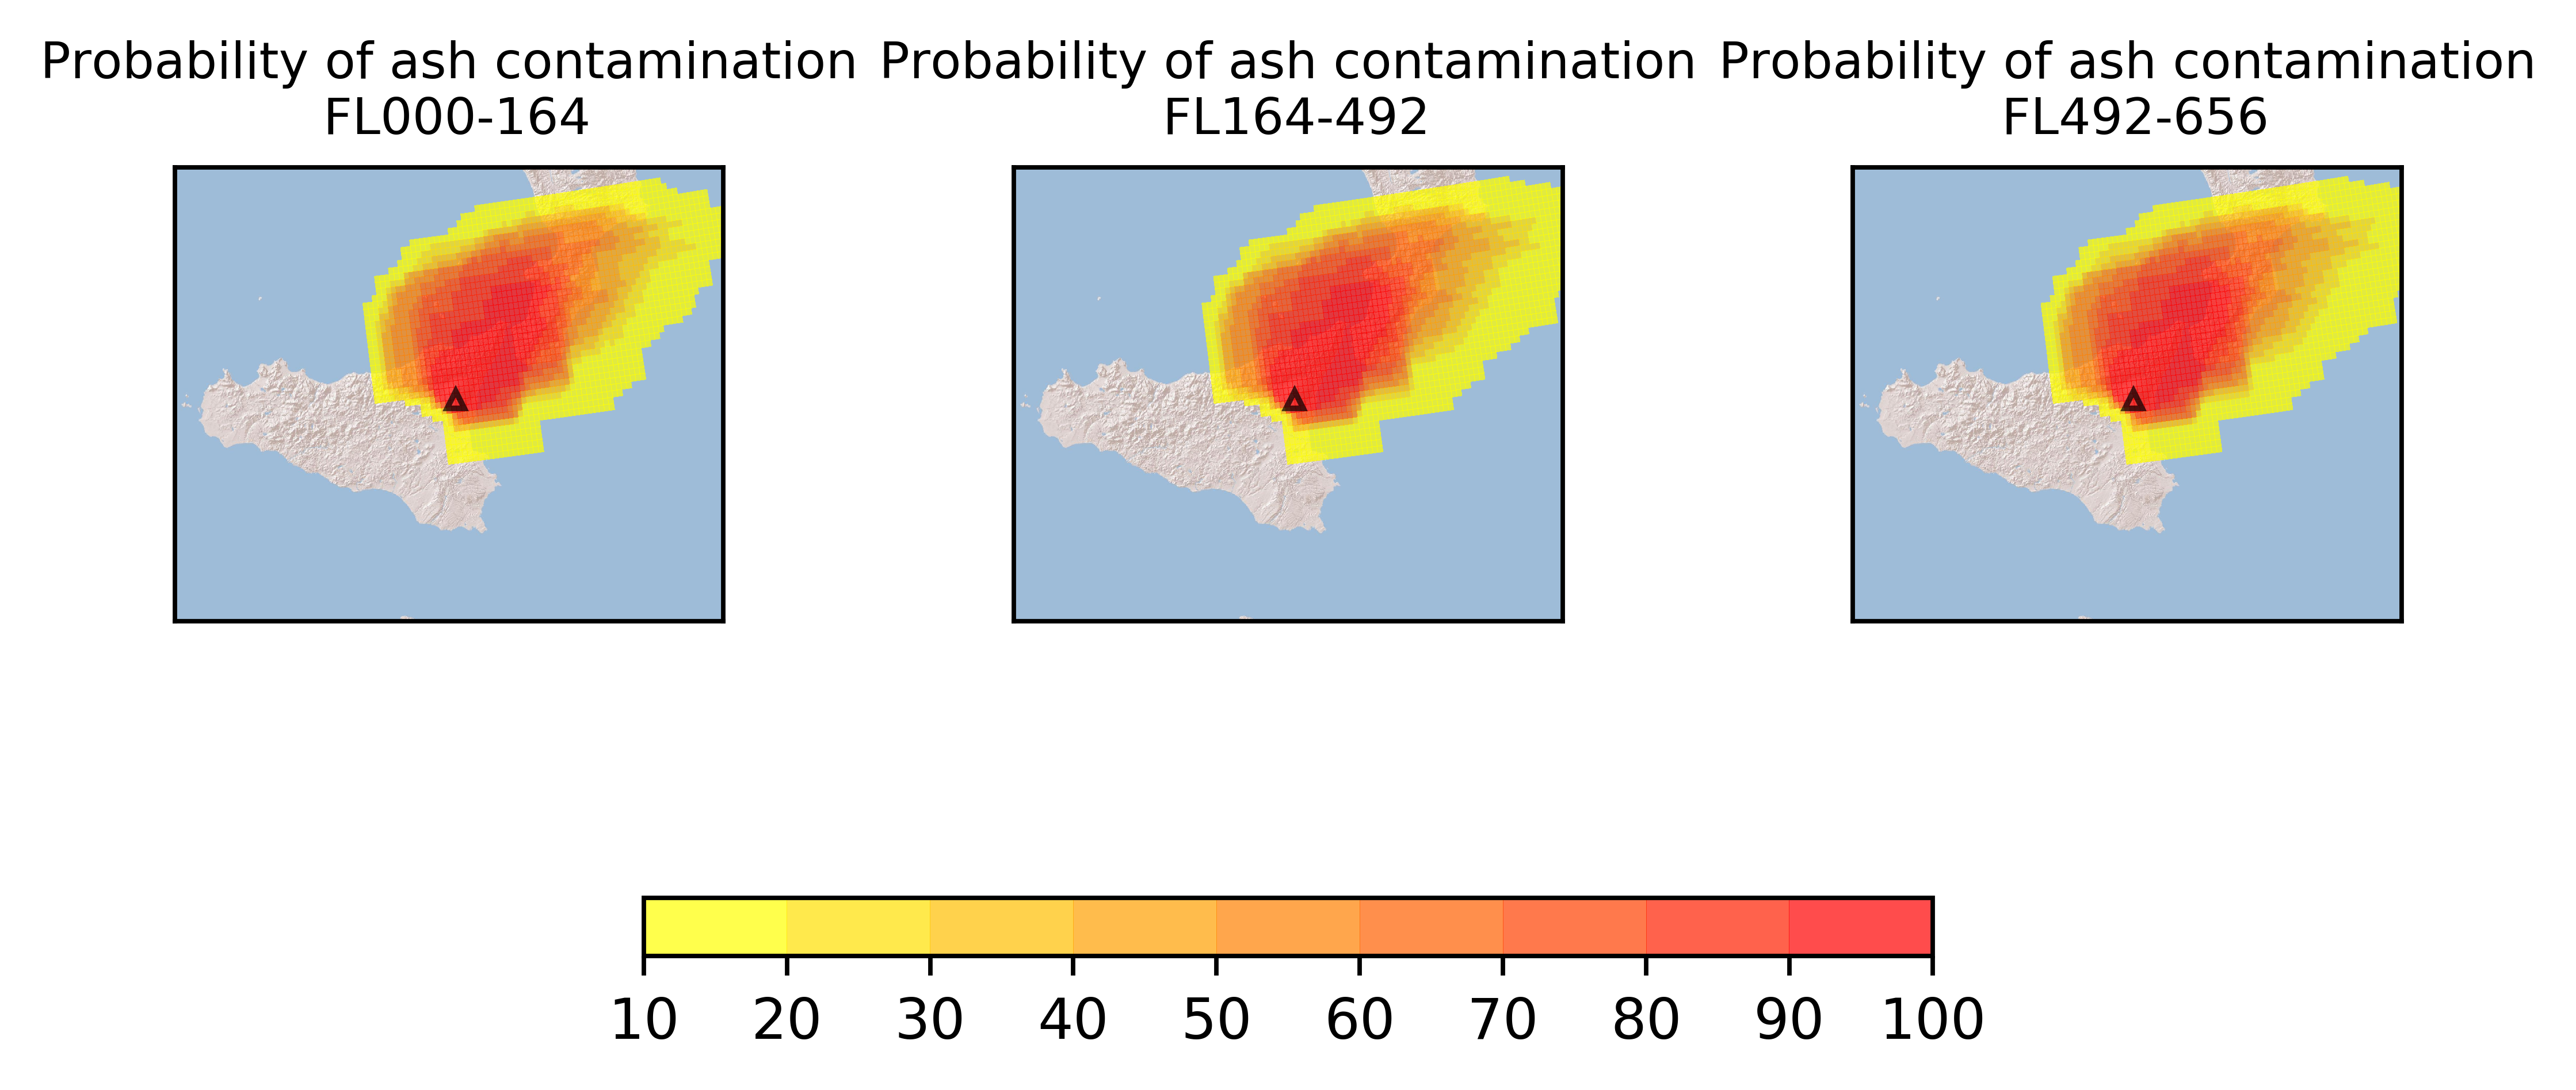 Probability of ash contamination
FL000-164
Probability of ash contamination
FL164-492
Probability of ash contamination
FL492-656
10 20 30 40 50 60 70 80 90 100